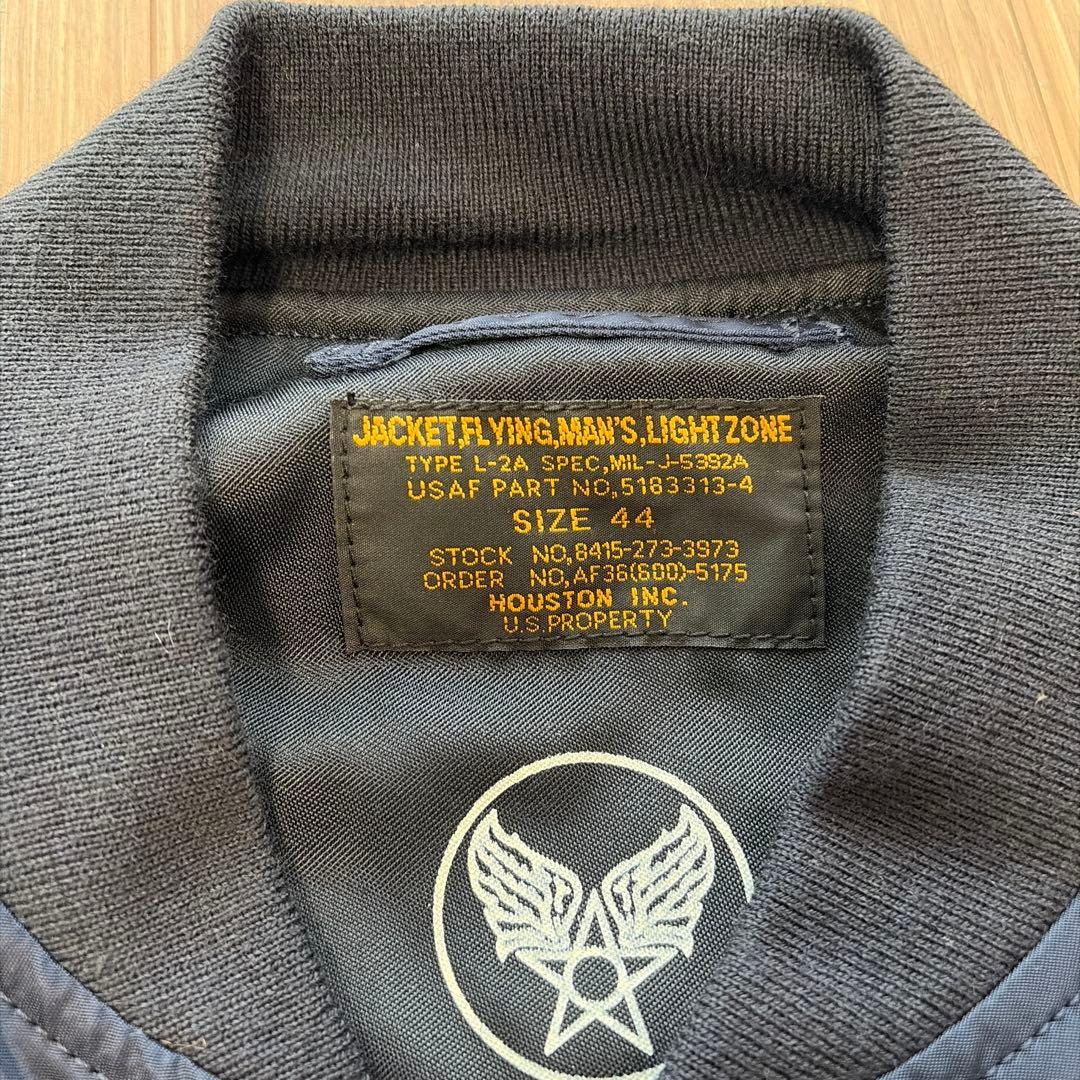 JACKET,FLYING,MAN'S,LIGHT ZONE
TYPE L-2A SPEC,MIL-J-5392A
USAF PART NO,5183313-4
SIZE 44
STOCK NO,8415-273-3973
ORDER NO,AF36(600)-5175
HOUSTON INC.
U.S.PROPERTY